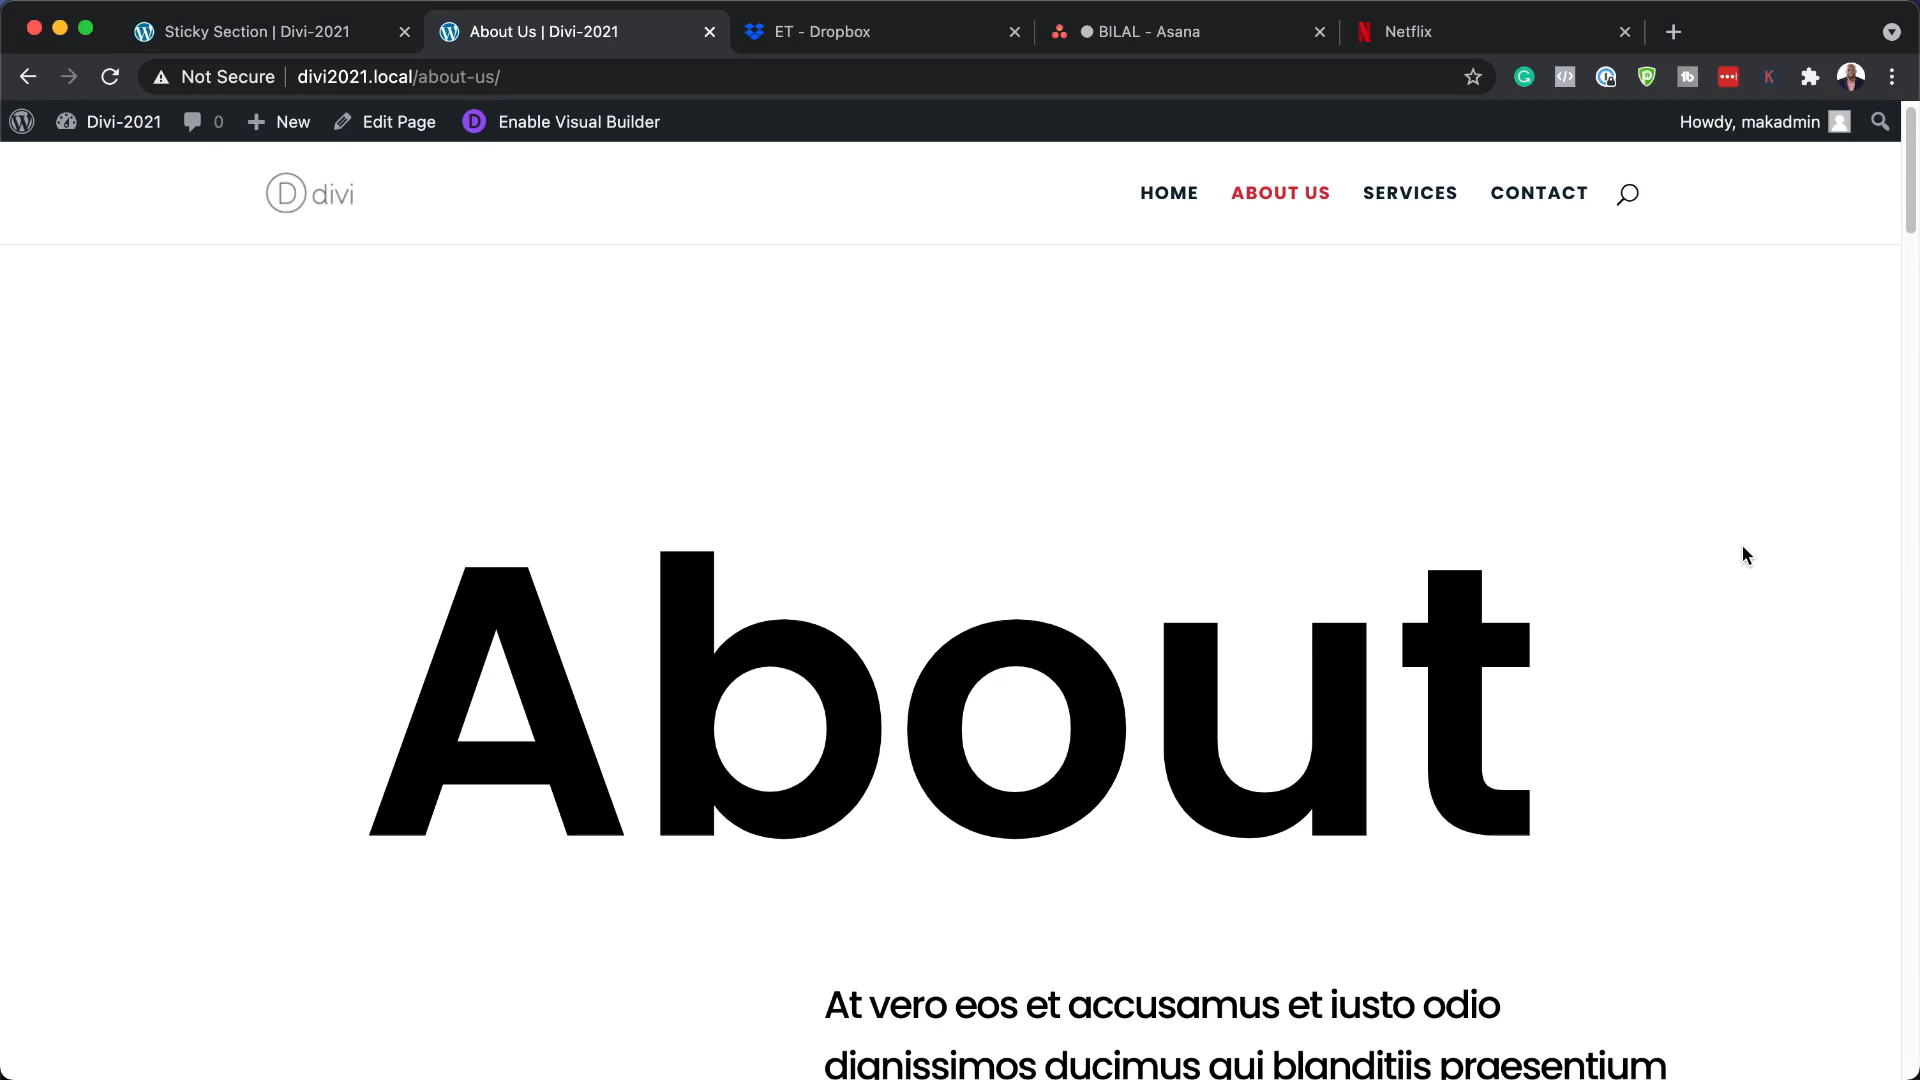 Sticky Section | Divi-2021
About Us | Divi-2021
ET - Dropbox
BILAL - Asana
Netflix
Not Secure
divi2021.local/about-us/
Divi-2021
0
New
Edit Page
D
Enable Visual Builder
Howdy, makadmin
D divi
HOME
ABOUT US
SERVICES
CONTACT
About
At vero eos et accusamus et iusto odio
dignissimos ducimus qui blanditiis praesentium